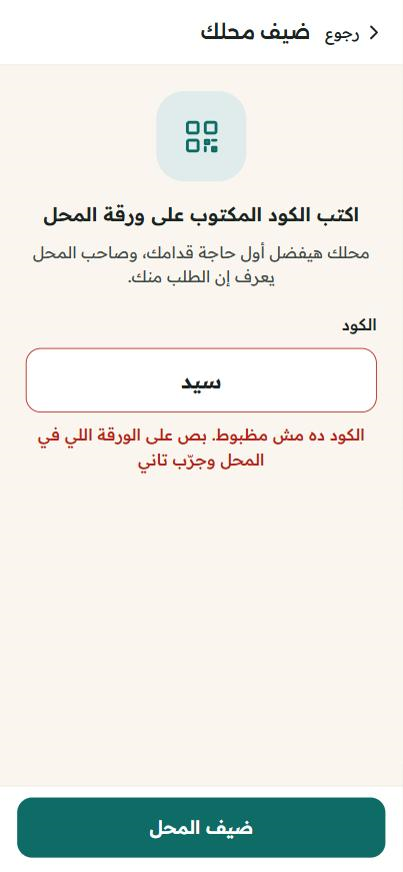 رجوع
ضيف محلك
اكتب الكود المكتوب على ورقة المحل
محلك هيفضل أول حاجة قدامك، وصاحب المحل
يعرف إن الطلب منك.
الكود
سيد
الكود ده مش مظبوط. بص على الورقة اللي في
المحل وجرّب تاني
ضيف المحل